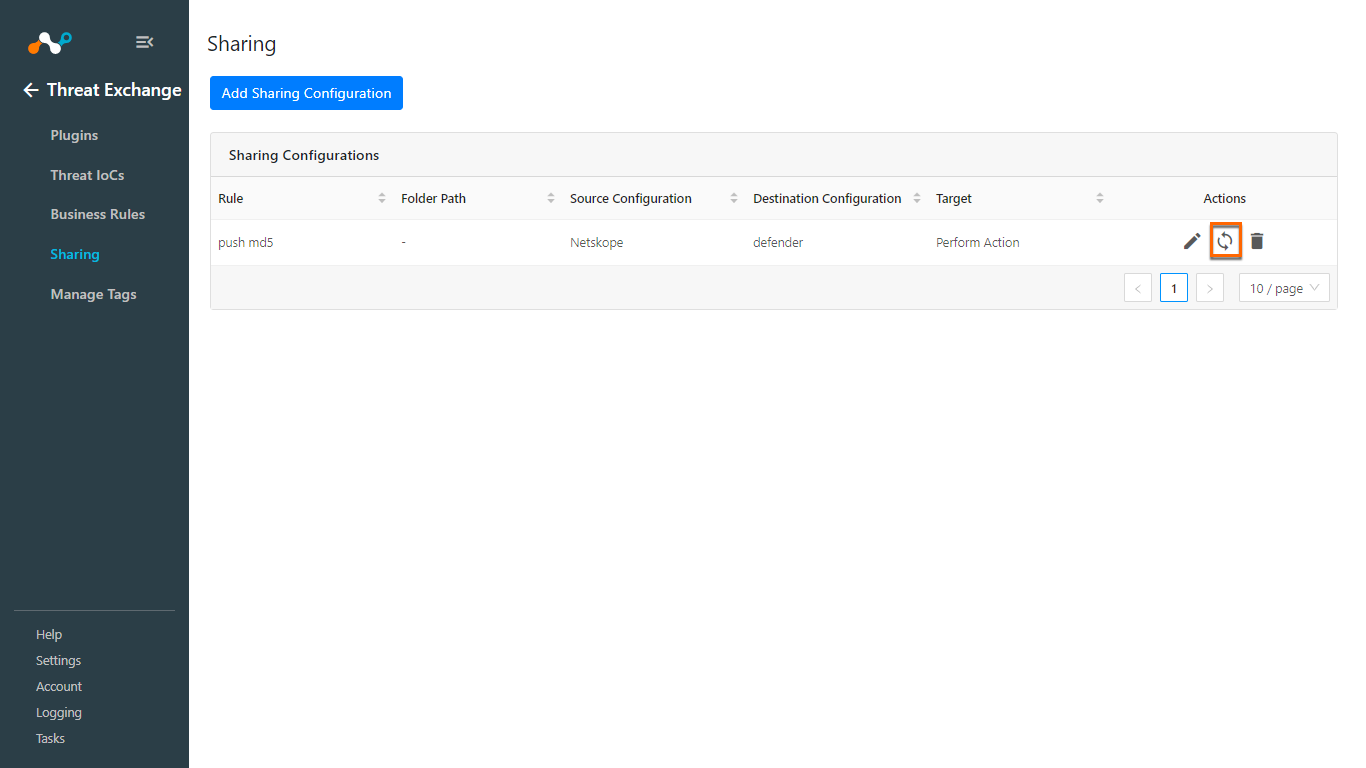 Threat Exchange
Plugins
Threat IoCs
Business Rules
Sharing
Manage Tags
Help
Settings
Account
Logging
Tasks
Sharing
Add Sharing Configuration
Sharing Configurations
Rule Folder Path Source Configuration Destination Configuration Target Actions
push md5 - Netskope defender Perform Action
< 1 > 10 / page